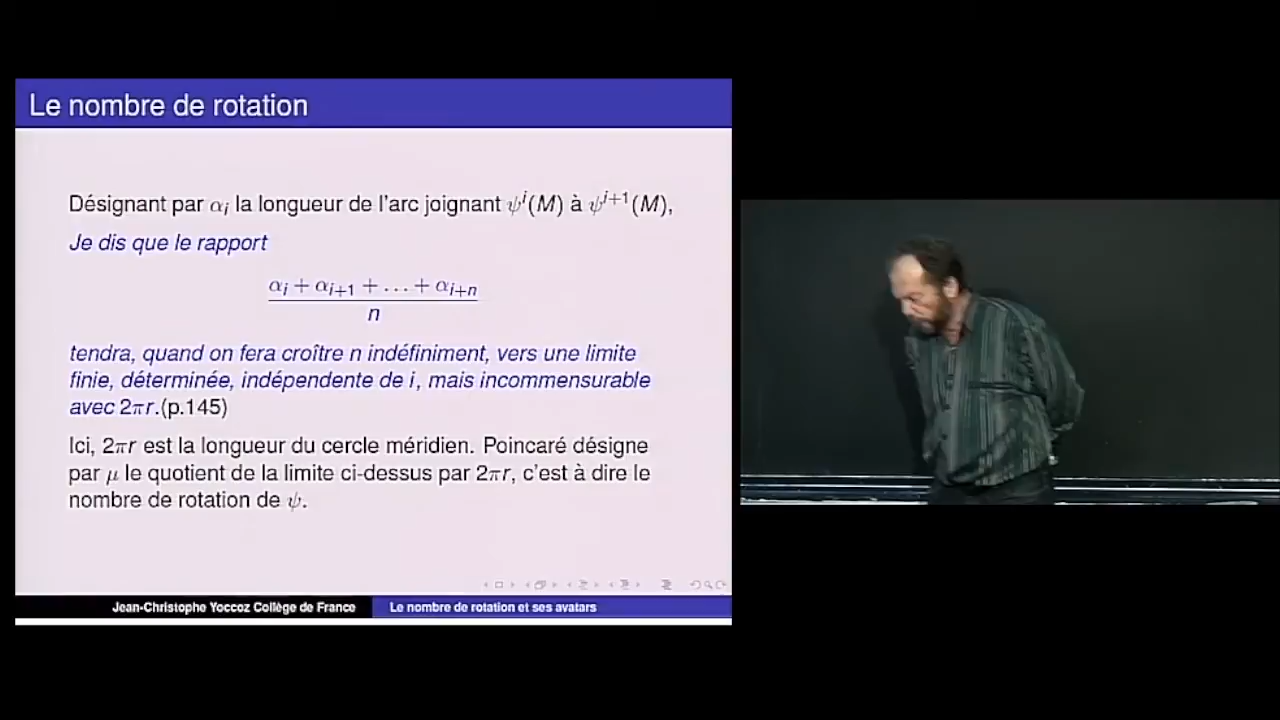 Le nombre de rotation
Désignant par αᵢ la longueur de l'arc joignant ψⁱ(M) à ψⁱ⁺¹(M),
Je dis que le rapport
αᵢ + αᵢ₊₁ + … + αᵢ₊ₙ
n
tendra, quand on fera croître n indéfiniment, vers une limite
finie, déterminée, indépendente de i, mais incommensurable
avec 2πr.(p.145)
Ici, 2πr est la longueur du cercle méridien. Poincaré désigne
par μ le quotient de la limite ci-dessus par 2πr, c'est à dire le
nombre de rotation de ψ.
Jean-Christophe Yoccoz Collège de France
Le nombre de rotation et ses avatars